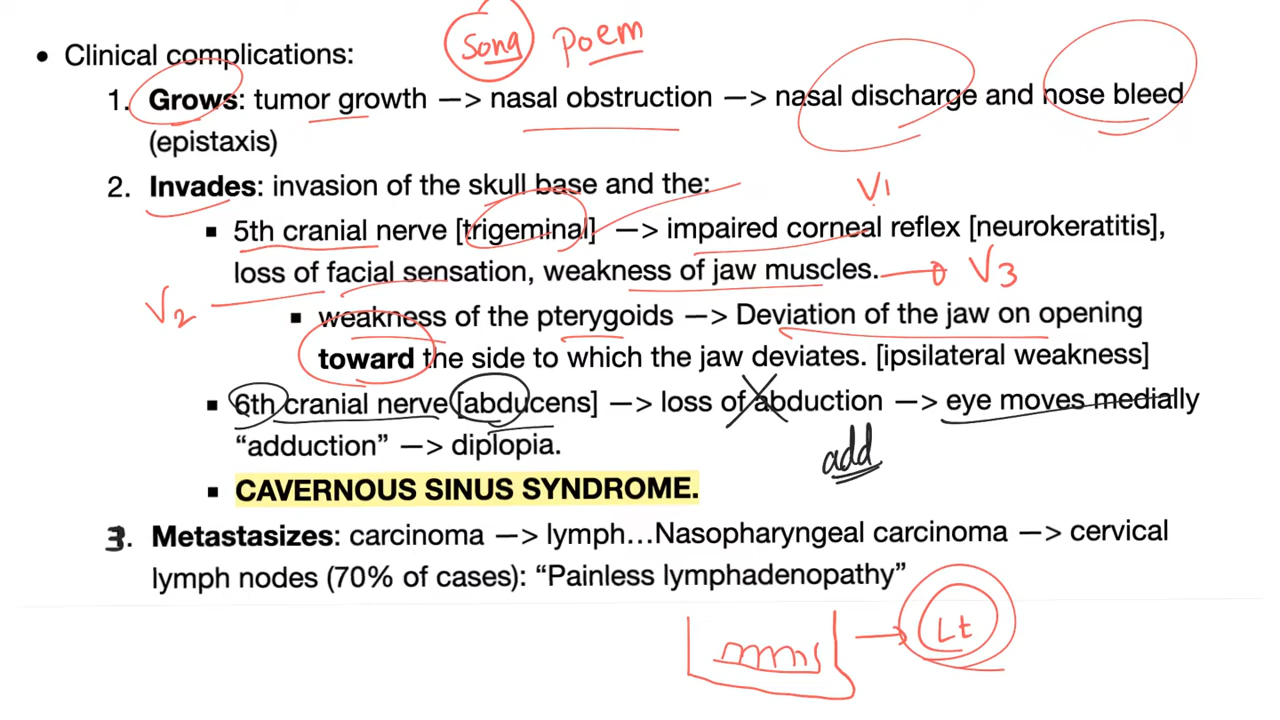 Song Poem
• Clinical complications:
1. Grows: tumor growth —> nasal obstruction —> nasal discharge and nose bleed
(epistaxis)
2. Invades: invasion of the skull base and the:
V1
▪ 5th cranial nerve [trigeminal] —> impaired corneal reflex [neurokeratitis],
loss of facial sensation, weakness of jaw muscles. V3
V2
▪ weakness of the pterygoids —> Deviation of the jaw on opening
toward the side to which the jaw deviates. [ipsilateral weakness]
▪ 6th cranial nerve [abducens] —> loss of abduction —> eye moves medially
“adduction” —> diplopia.
add
▪ CAVERNOUS SINUS SYNDROME.
3. Metastasizes: carcinoma —> lymph...Nasopharyngeal carcinoma —> cervical
lymph nodes (70% of cases): “Painless lymphadenopathy”
Lt